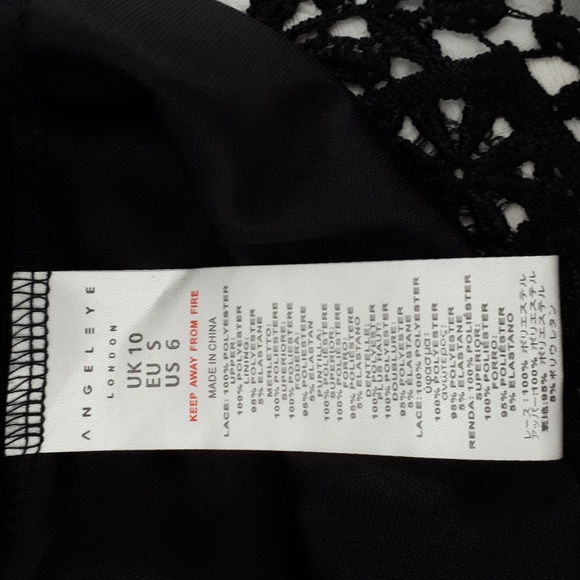 ANGELEYE
LONDON
UK 10
EU S
US 6
KEEP AWAY FROM FIRE
MADE IN CHINA
LACE: 100% POLYESTER
UPPER:
100% POLYESTER
LINING:
95% POLYESTER
5% ELASTANE
MERLETTO:
100% POLIESTERE
SUPERIORE:
100% POLIESTERE
FODERA:
95% POLIESTERE
5% ELASTAN
PUNTILLA:
100% POLIÉSTER
SUPERIOR:
100% POLIÉSTER
FORRO:
95% POLIÉSTER
5% ELASTANO
100% POLYESTER
95% POLYESTER
5% ELASTANE
LACE: 100% POLYESTER
ύφασμα
100% POLYESTER
ανωτερος:
95% POLYESTER
5% ELASTANE
RENDA: 100% POLIÉSTER
SUPERIOR:
100% POLIÉSTER
FORRO:
95% POLIÉSTER
5% ELASTANO
レース:100% ポリエステル
アッパー:100% ポリエステル
裏地:95% ポリエステル
5% ポリウレタン